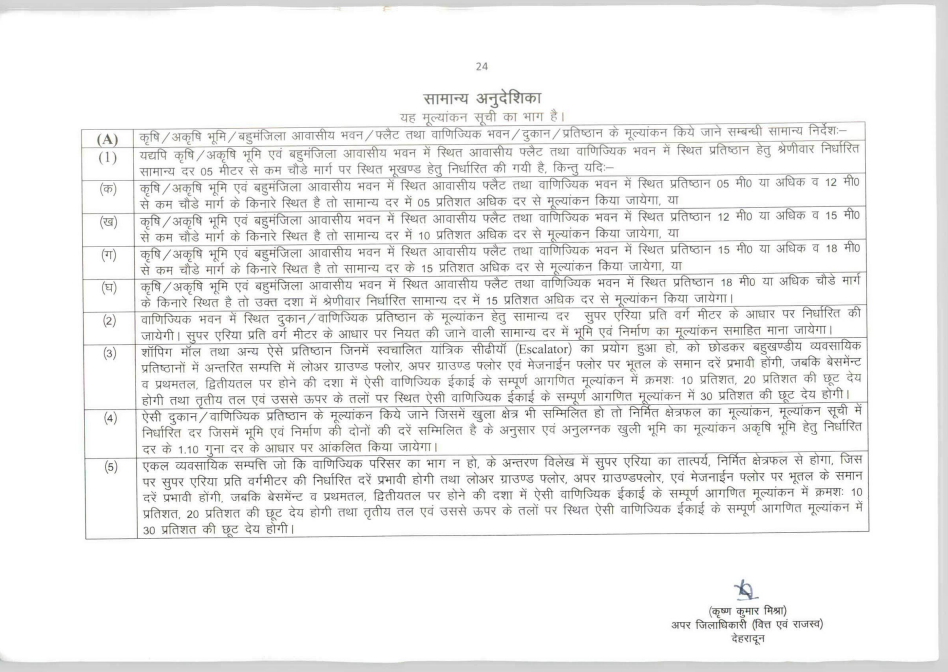 24
सामान्य अनुदेशिका
यह मूल्यांकन सूची का भाग है।
(A) कृषि/अकृषि भूमि/बहुमंजिला आवासीय भवन/फ्लैट तथा वाणिज्यिक भवन/दुकान/प्रतिष्ठान के मूल्यांकन किये जाने सम्बन्धी सामान्य निर्देशः–
(1) यद्यपि कृषि/अकृषि भूमि एवं बहुमंजिला आवासीय भवन में स्थित आवासीय फ्लैट तथा वाणिज्यिक भवन में स्थित प्रतिष्ठान हेतु श्रेणीवार निर्धारित
सामान्य दर 05 मीटर से कम चौडे मार्ग पर स्थित भूखण्ड हेतु निर्धारित की गयी है, किन्तु यदिः–
(क) कृषि/अकृषि भूमि एवं बहुमंजिला आवासीय भवन में स्थित आवासीय फ्लैट तथा वाणिज्यिक भवन में स्थित प्रतिष्ठान 05 मी0 या अधिक व 12 मी0
से कम चौडे मार्ग के किनारे स्थित है तो सामान्य दर में 05 प्रतिशत अधिक दर से मूल्यांकन किया जायेगा, या
(ख) कृषि/अकृषि भूमि एवं बहुमंजिला आवासीय भवन में स्थित आवासीय फ्लैट तथा वाणिज्यिक भवन में स्थित प्रतिष्ठान 12 मी0 या अधिक व 15 मी0
से कम चौडे मार्ग के किनारे स्थित है तो सामान्य दर में 10 प्रतिशत अधिक दर से मूल्यांकन किया जायेगा, या
(ग) कृषि/अकृषि भूमि एवं बहुमंजिला आवासीय भवन में स्थित आवासीय फ्लैट तथा वाणिज्यिक भवन में स्थित प्रतिष्ठान 15 मी0 या अधिक व 18 मी0
से कम चौडे मार्ग के किनारे स्थित है तो सामान्य दर के 15 प्रतिशत अधिक दर से मूल्यांकन किया जायेगा, या
(घ) कृषि/अकृषि भूमि एवं बहुमंजिला आवासीय भवन में स्थित आवासीय फ्लैट तथा वाणिज्यिक भवन में स्थित प्रतिष्ठान 18 मी0 या अधिक चौडे मार्ग
के किनारे स्थित है तो उक्त दशा में श्रेणीवार निर्धारित सामान्य दर में 15 प्रतिशत अधिक दर से मूल्यांकन किया जायेगा।
(2) वाणिज्यिक भवन में स्थित दुकान/वाणिज्यिक प्रतिष्ठान के मूल्यांकन हेतु सामान्य दर सुपर एरिया प्रति वर्ग मीटर के आधार पर निर्धारित की
जायेगी। सुपर एरिया प्रति वर्ग मीटर के आधार पर नियत की जाने वाली सामान्य दर में भूमि एवं निर्माण का मूल्यांकन समाहित माना जायेगा।
(3) शॉपिंग मॉल तथा अन्य ऐसे प्रतिष्ठान जिनमें स्वचालित यांत्रिक सीढीयॉं (Escalator) का प्रयोग हुआ हो, को छोडकर बहुखण्डीय व्यवसायिक
प्रतिष्ठानों में अन्तरित सम्पत्ति में लोअर ग्राउण्ड फ्लोर, अपर ग्राउण्ड फ्लोर एवं मेजनाईन फ्लोर पर भूतल के समान दरें प्रभावी होंगी, जबकि बेसमेंन्ट
व प्रथमतल, द्वितीयतल पर होने की दशा में ऐसी वाणिज्यिक ईकाई के सम्पूर्ण आगणित मूल्यांकन में क्रमशः 10 प्रतिशत, 20 प्रतिशत की छूट देय
होगी तथा तृतीय तल एवं उससे ऊपर के तलों पर स्थित ऐसी वाणिज्यिक ईकाई के सम्पूर्ण आगणित मूल्यांकन में 30 प्रतिशत की छूट देय होगी।
(4) ऐसी दुकान/वाणिज्यिक प्रतिष्ठान के मूल्यांकन किये जाने जिसमें खुला क्षेत्र भी सम्मिलित हो तो निर्मित क्षेत्रफल का मूल्यांकन, मूल्यांकन सूची में
निर्धारित दर जिसमें भूमि एवं निर्माण की दोनों की दरें सम्मिलित है के अनुसार एवं अनुलग्नक खुली भूमि का मूल्यांकन अकृषि भूमि हेतु निर्धारित
दर के 1.10 गुना दर के आधार पर आंकलित किया जायेगा।
(5) एकल व्यवसायिक सम्पत्ति जो कि वाणिज्यिक परिसर का भाग न हो, के अन्तरण विलेख में सुपर एरिया का तात्पर्य, निर्मित क्षेत्रफल से होगा, जिस
पर सुपर एरिया प्रति वर्गमीटर की निर्धारित दरें प्रभावी होगी तथा लोअर ग्राउण्ड फ्लोर, अपर ग्राउण्डफ्लोर, एवं मेजनाईन फ्लोर पर भूतल के समान
दरें प्रभावी होंगी, जबकि बेसमेंन्ट व प्रथमतल, द्वितीयतल पर होने की दशा में ऐसी वाणिज्यिक ईकाई के सम्पूर्ण आगणित मूल्यांकन में क्रमशः 10
प्रतिशत, 20 प्रतिशत की छूट देय होगी तथा तृतीय तल एवं उससे ऊपर के तलों पर स्थित ऐसी वाणिज्यिक ईकाई के सम्पूर्ण आगणित मूल्यांकन में
30 प्रतिशत की छूट देय होगी।
(कृष्ण कुमार मिश्रा)
अपर जिलाधिकारी (वित्त एवं राजस्व)
देहरादून